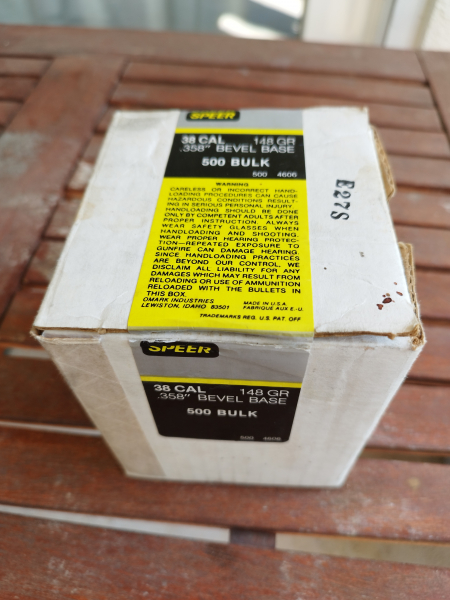 SPEER
38 CAL 148 GR
.358" BEVEL BASE
500 BULK
500 4606
WARNING
CARELESS OR INCORRECT HAND-
LOADING PROCEDURES CAN CAUSE
HAZARDOUS CONDITIONS RESULT-
ING IN SERIOUS PERSONAL INJURY.
HANDLOADING SHOULD BE DONE
ONLY BY COMPETENT ADULTS AFTER
PROPER INSTRUCTION. ALWAYS
WEAR SAFETY GLASSES WHEN
HANDLOADING AND SHOOTING.
WEAR PROPER HEARING PROTEC-
TION—REPEATED EXPOSURE TO
GUNFIRE CAN DAMAGE HEARING.
SINCE HANDLOADING PRACTICES
ARE BEYOND OUR CONTROL, WE
DISCLAIM ALL LIABILITY FOR ANY
DAMAGES WHICH MAY RESULT FROM
RELOADING OR USE OF AMMUNITION
RELOADED WITH THE BULLETS IN
THIS BOX.
OMARK INDUSTRIES
LEWISTON, IDAHO 83501
MADE IN U.S.A.
FABRIQUE AUX E.-U.
TRADEMARKS REG. U.S. PAT. OFF
E27S
SPEER
38 CAL 148 GR
.358" BEVEL BASE
500 BULK
500 4606